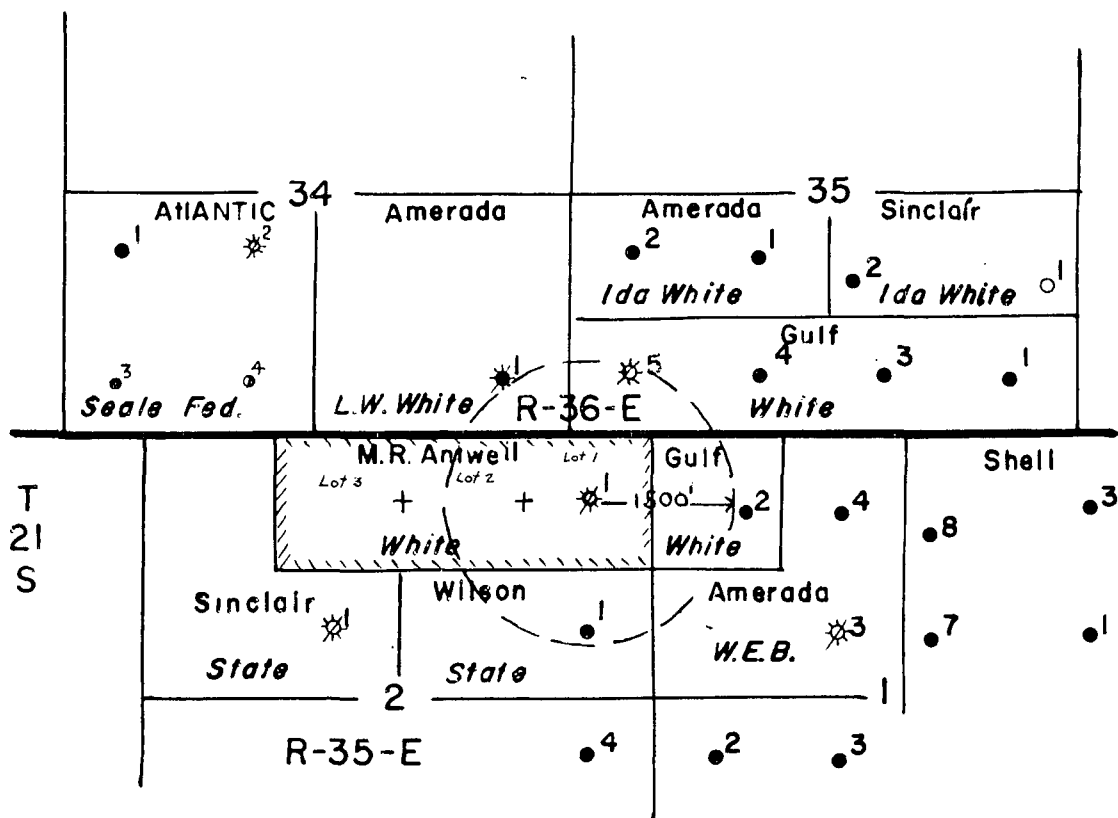 34 35
ATLANTIC Amerada Amerada Sinclair
1 2 2 1 2 1
Ida White Ida White
Gulf
3 4 1 5 4 3 1
Seale Fed. L.W. White R-36-E White
M.R. Antweil Gulf Shell
Lot 3 Lot 2 Lot 1
T 1 1500' 2 4 3
21 8
S White White
Wilson Amerada
Sinclair 1 1 3 7 1
W.E.B.
State State
2 1
R-35-E 4 2 3